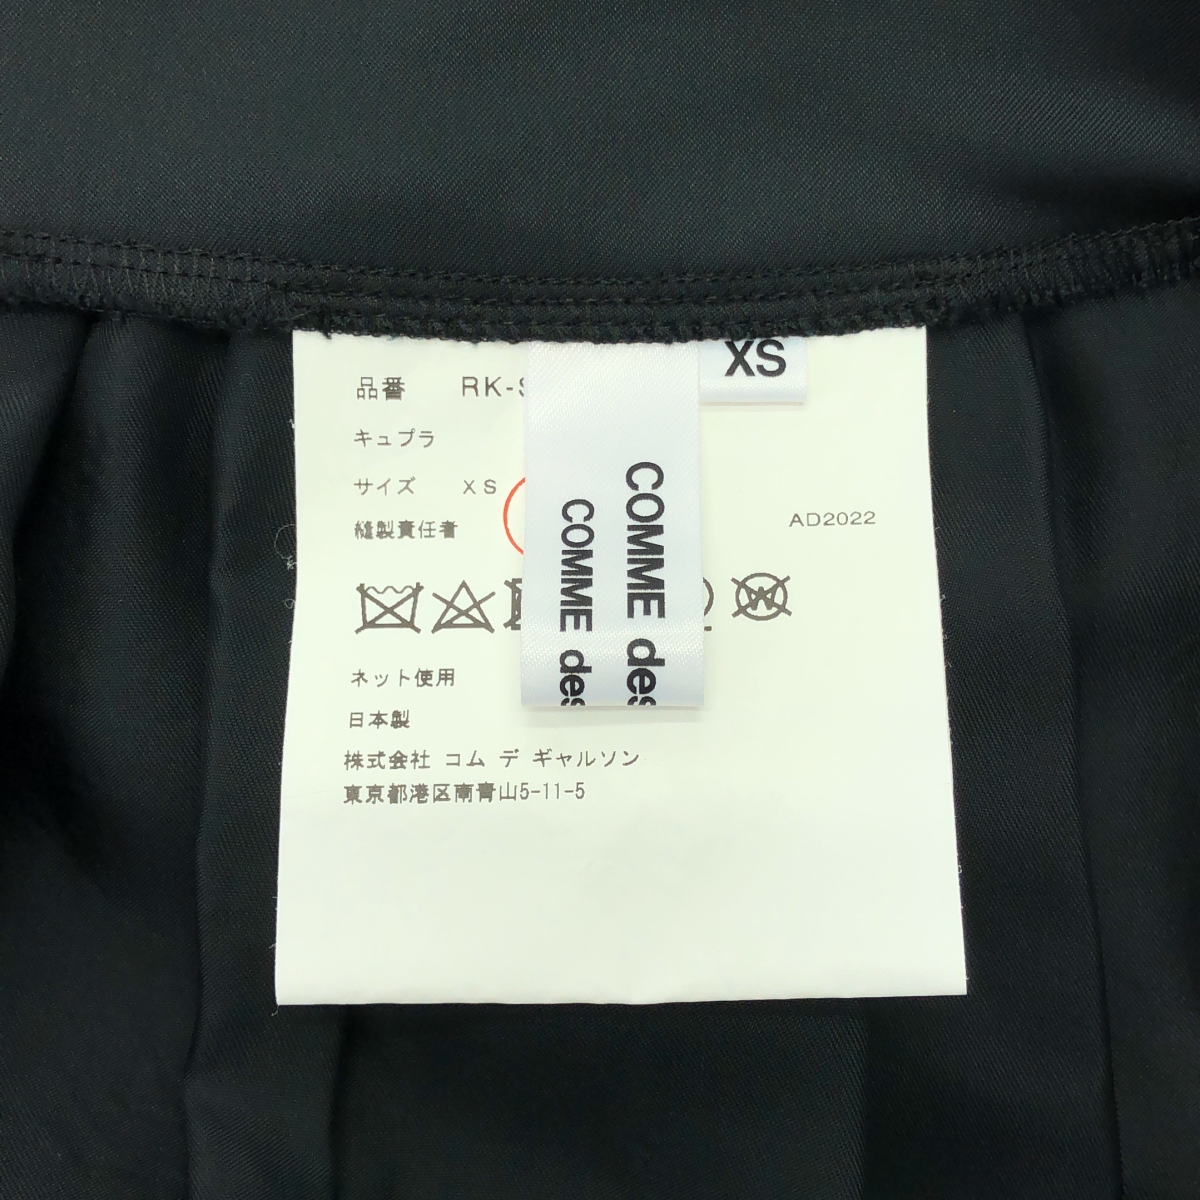 XS
品番 RK-S
キュプラ
サイズ XS
縫製責任者
AD2022
COMME des
COMME des
W
ネット使用
日本製
株式会社 コム デ ギャルソン
東京都港区南青山5-11-5